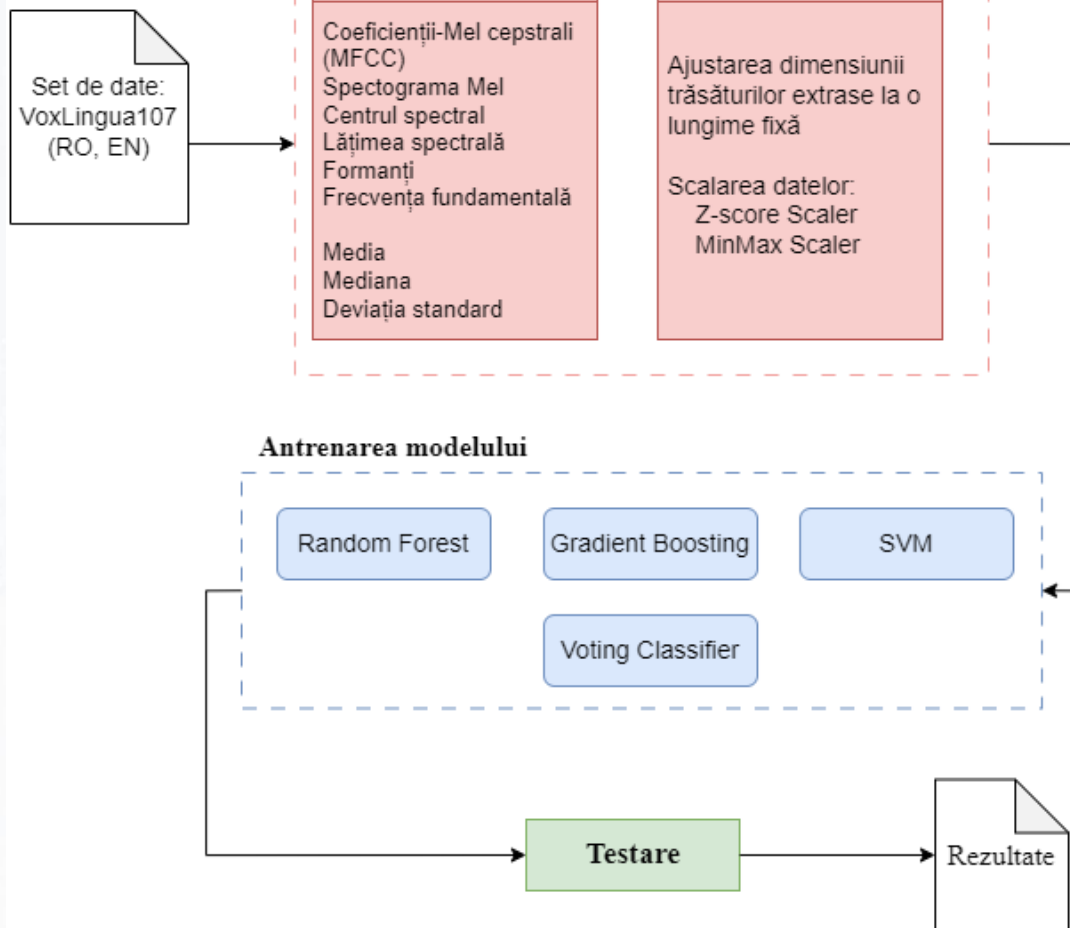 Set de date:
VoxLingua107
(RO, EN)
Coeficienții-Mel cepstrali
(MFCC)
Spectograma Mel
Centrul spectral
Lățimea spectrală
Formanți
Frecvența fundamentală
Media
Mediana
Deviația standard
Ajustarea dimensiunii
trăsăturilor extrase la o
lungime fixă
Scalarea datelor:
Z-score Scaler
MinMax Scaler
Antrenarea modelului
Random Forest
Gradient Boosting
SVM
Voting Classifier
Testare
Rezultate